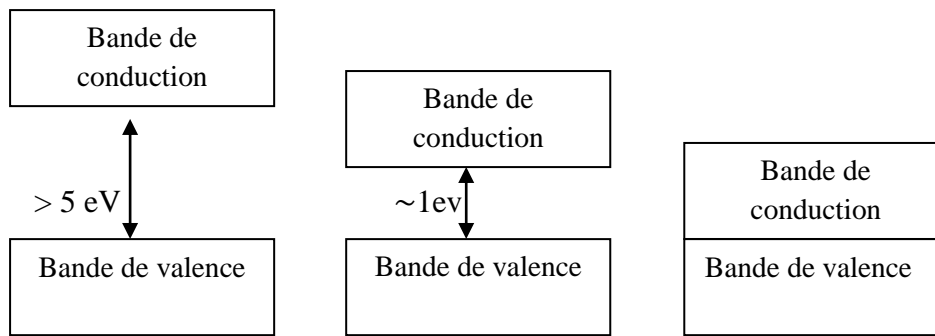 Bande de
conduction
> 5 eV
Bande de valence
Bande de
conduction
~1ev
Bande de valence
Bande de
conduction
Bande de valence